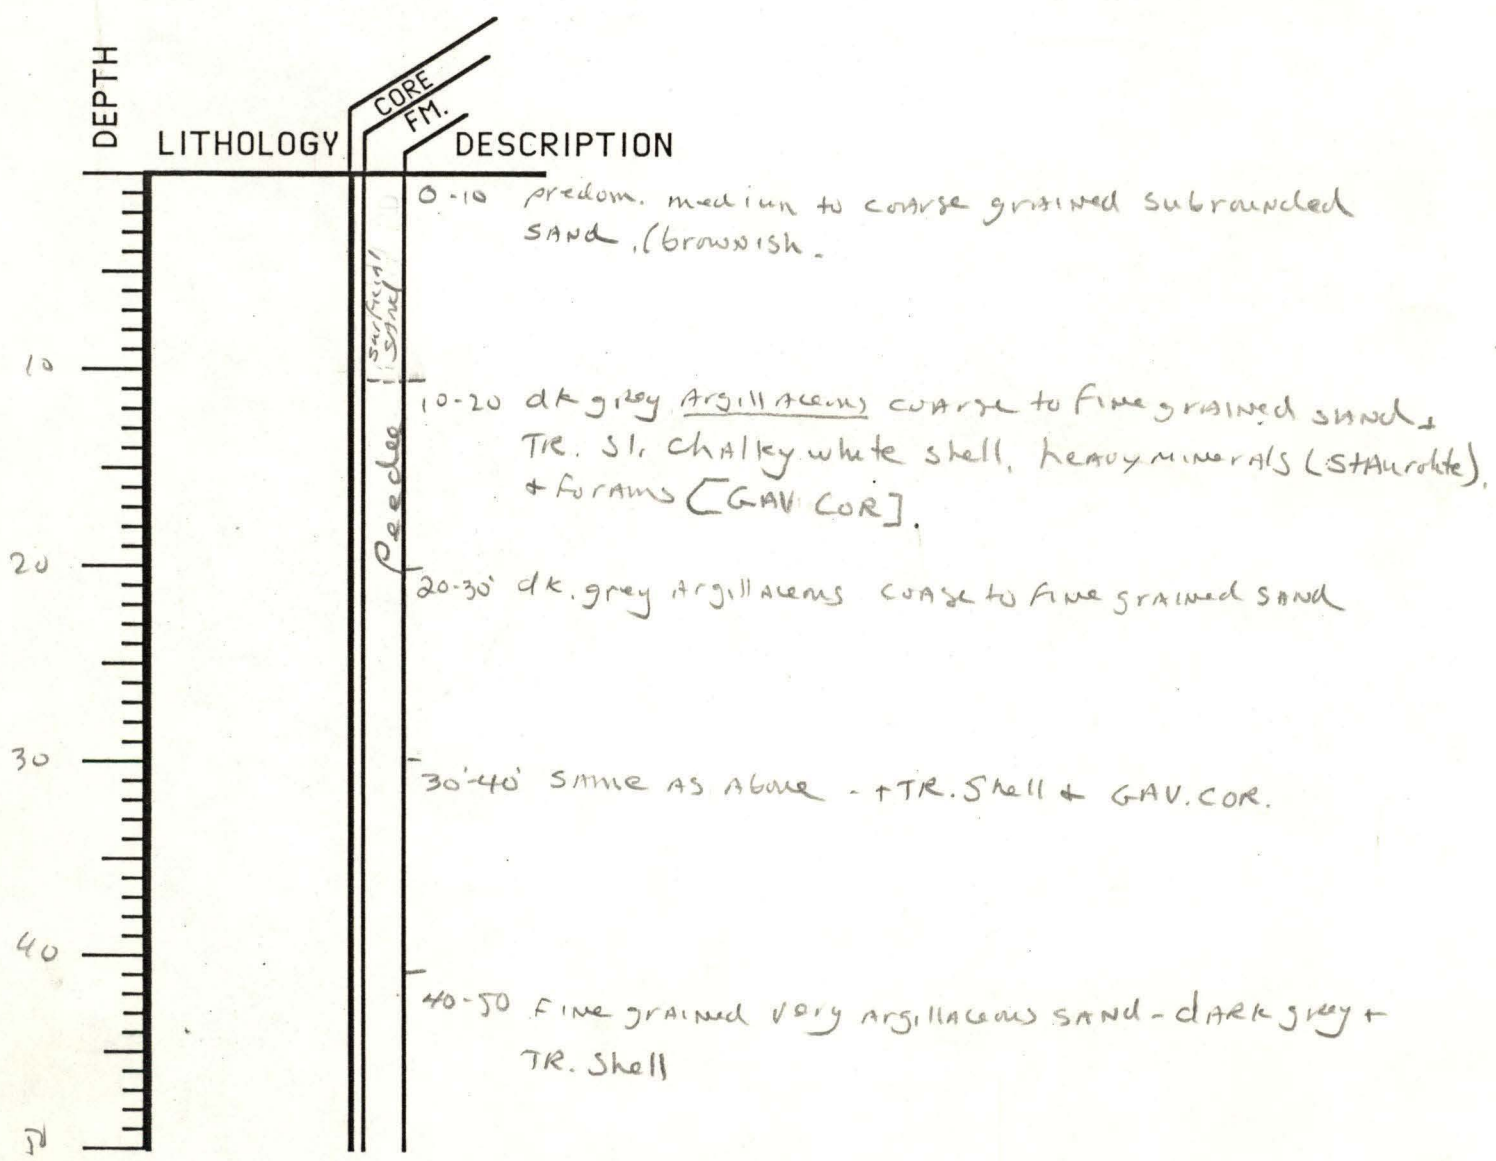 DEPTH
LITHOLOGY
CORE
FM.
DESCRIPTION
0-10 predom. medium to coarse grained subrounded
SAND, (brownish.
surficial
SAND
10
10-20 dk grey Argillaceous coarse to fine grained sand +
TR. Sl. Chalky white shell, heavy minerals (Staurolite),
+ forams [GAV. COR].
Peedee
20
20-30' dk. grey Argillaceous coarse to fine grained SAND
30
30'-40' SAME AS Above - + TR. Shell + GAV. COR.
40
40-50 Fine grained very Argillaceous SAND - dARK grey +
TR. Shell
50